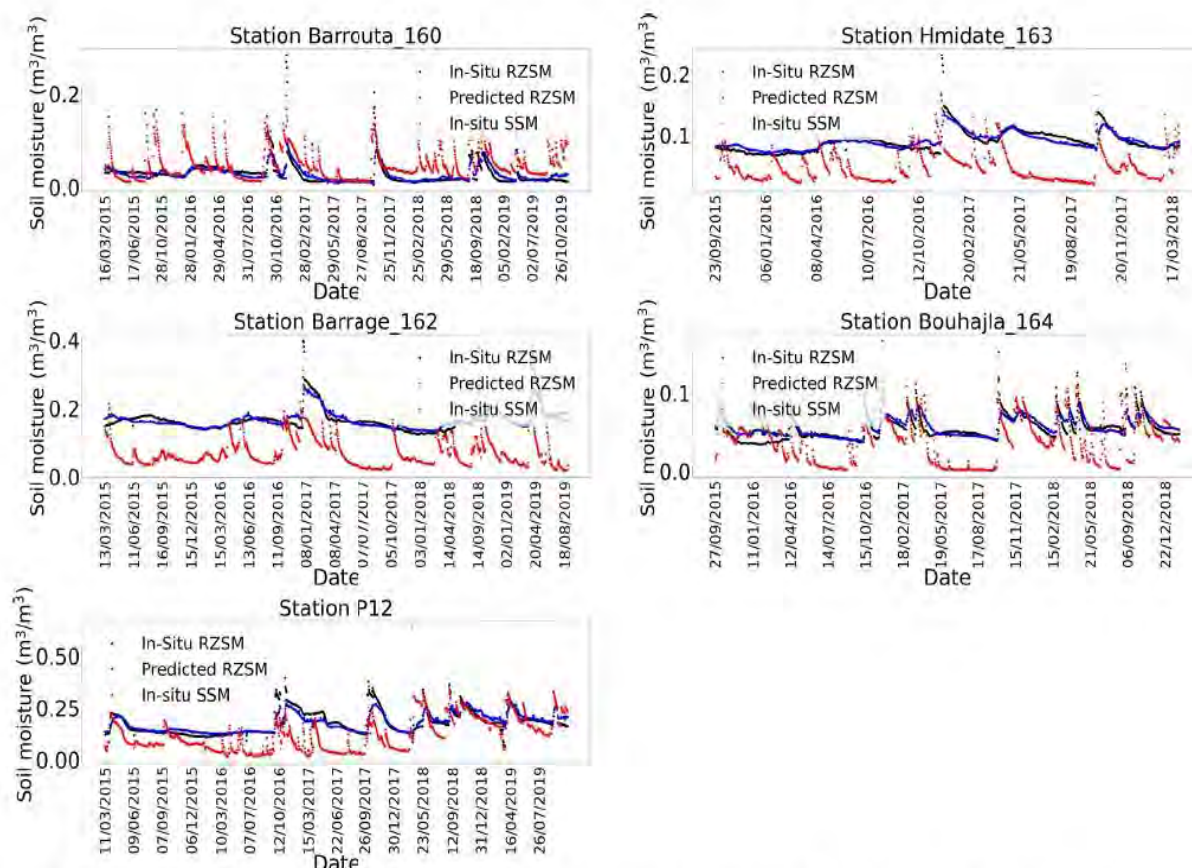 Station Barrouta_160
Soil moisture (m³/m³)
0.2
0.0
In-Situ RZSM
Predicted RZSM
In-situ SSM
16/03/2015
17/06/2015
28/10/2015
28/01/2016
29/04/2016
31/07/2016
30/10/2016
28/02/2017
29/05/2017
27/08/2017
25/11/2017
25/02/2018
29/05/2018
18/09/2018
05/02/2019
02/07/2019
26/10/2019
Date
Station Hmidate_163
Soil moisture (m³/m³)
0.2
0.1
In-Situ RZSM
Predicted RZSM
In-situ SSM
23/09/2015
06/01/2016
08/04/2016
10/07/2016
12/10/2016
20/02/2017
21/05/2017
19/08/2017
20/11/2017
17/03/2018
Date
Station Barrage_162
Soil moisture (m³/m³)
0.4
0.2
0.0
In-Situ RZSM
Predicted RZSM
In-situ SSM
13/03/2015
11/06/2015
16/09/2015
15/12/2015
15/03/2016
13/06/2016
11/09/2016
08/01/2017
08/04/2017
07/07/2017
05/10/2017
03/01/2018
14/04/2018
14/09/2018
02/01/2019
20/04/2019
18/08/2019
Date
Station Bouhajla_164
Soil moisture (m³/m³)
0.1
0.0
In-Situ RZSM
Predicted RZSM
In-situ SSM
27/09/2015
11/01/2016
12/04/2016
14/07/2016
15/10/2016
18/02/2017
19/05/2017
17/08/2017
15/11/2017
15/02/2018
21/05/2018
06/09/2018
22/12/2018
Date
Station P12
Soil moisture (m³/m³)
0.50
0.25
0.00
In-Situ RZSM
Predicted RZSM
In-situ SSM
11/03/2015
09/06/2015
07/09/2015
06/12/2015
10/03/2016
07/07/2016
12/10/2016
15/03/2017
22/06/2017
26/09/2017
30/12/2017
23/05/2018
12/09/2018
31/12/2018
16/04/2019
26/07/2019
Date